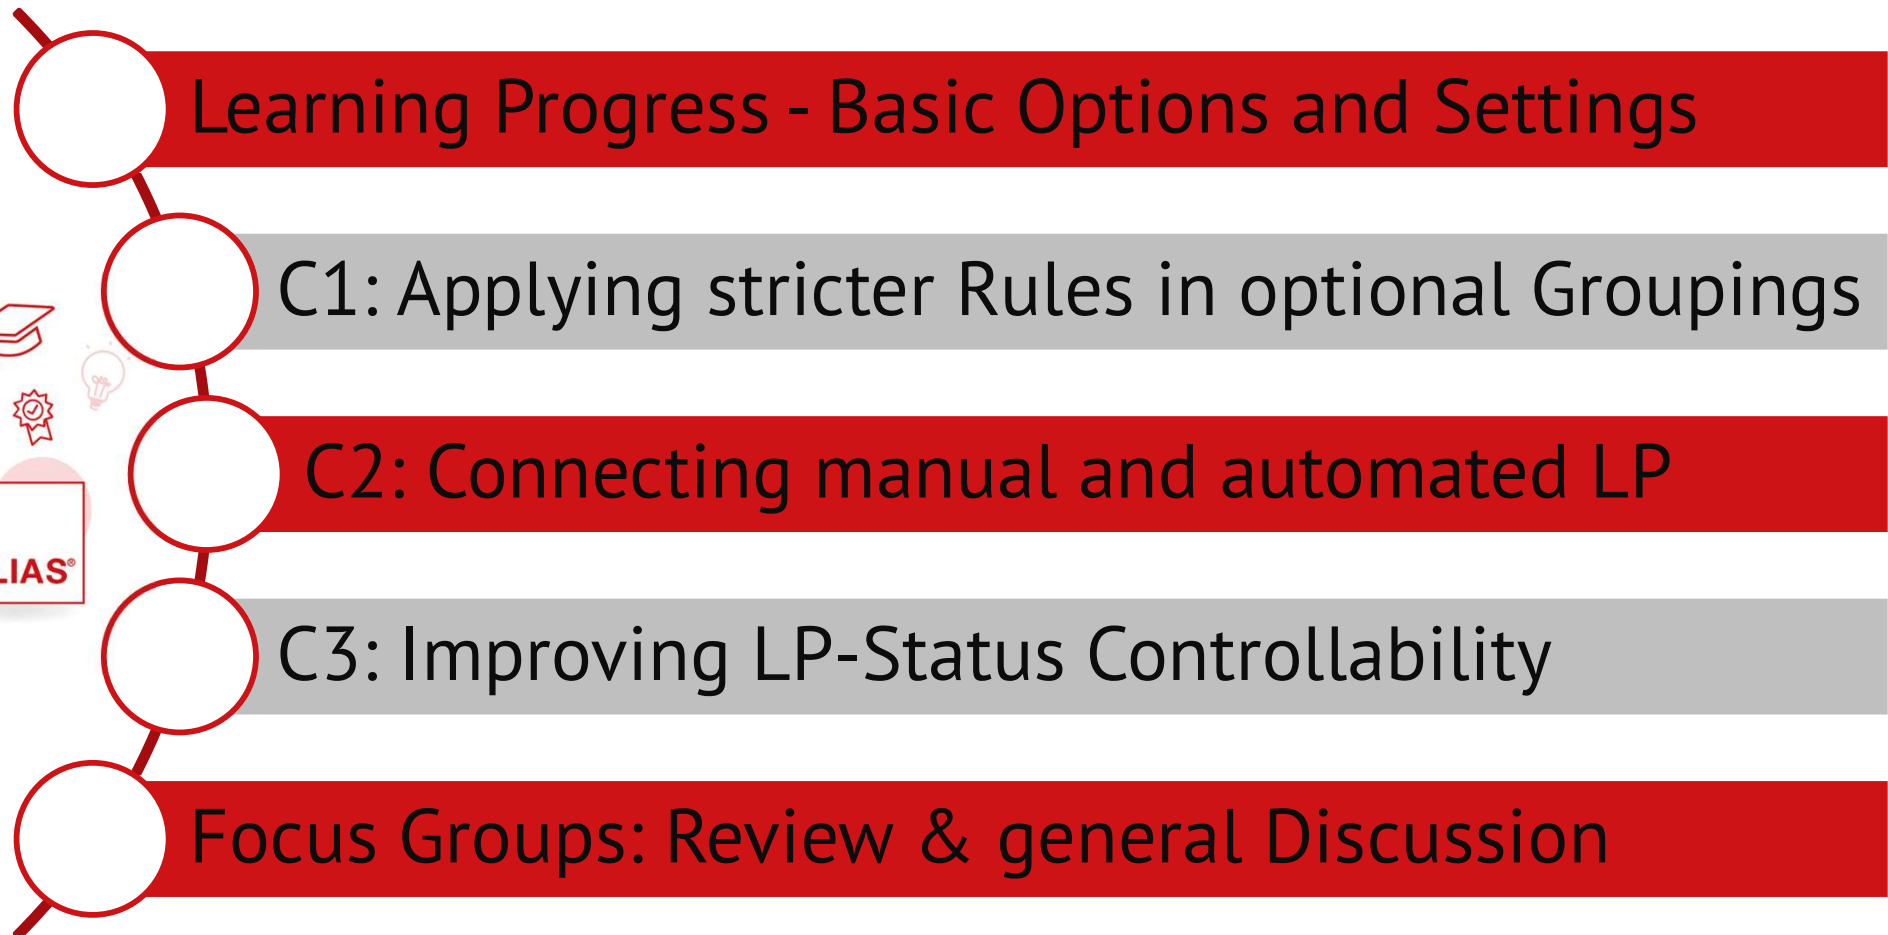 Learning Progress - Basic Options and Settings
C1: Applying stricter Rules in optional Groupings
C2: Connecting manual and automated LP
LIAS®
C3: Improving LP-Status Controllability
Focus Groups: Review & general Discussion